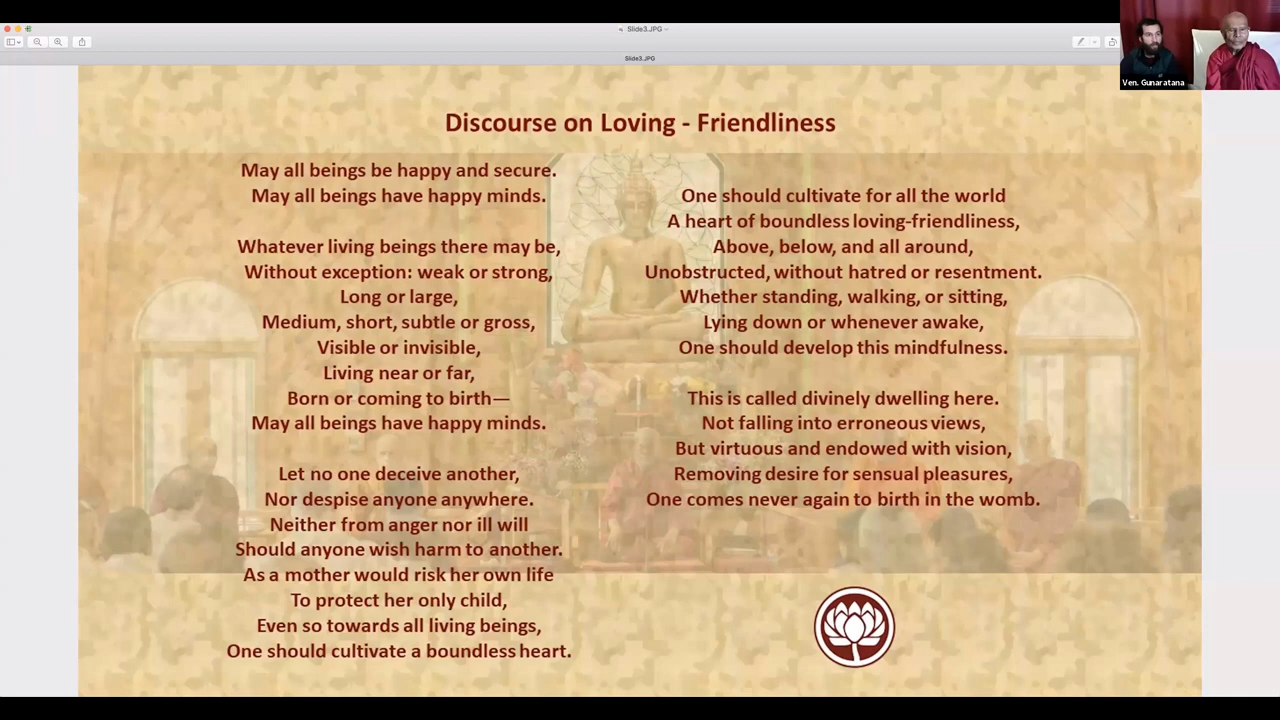 Slide3.JPG
Slide3.JPG
Ven. Gunaratana
Discourse on Loving - Friendliness
May all beings be happy and secure.
May all beings have happy minds.
Whatever living beings there may be,
Without exception: weak or strong,
Long or large,
Medium, short, subtle or gross,
Visible or invisible,
Living near or far,
Born or coming to birth—
May all beings have happy minds.
Let no one deceive another,
Nor despise anyone anywhere.
Neither from anger nor ill will
Should anyone wish harm to another.
As a mother would risk her own life
To protect her only child,
Even so towards all living beings,
One should cultivate a boundless heart.
One should cultivate for all the world
A heart of boundless loving-friendliness,
Above, below, and all around,
Unobstructed, without hatred or resentment.
Whether standing, walking, or sitting,
Lying down or whenever awake,
One should develop this mindfulness.
This is called divinely dwelling here.
Not falling into erroneous views,
But virtuous and endowed with vision,
Removing desire for sensual pleasures,
One comes never again to birth in the womb.